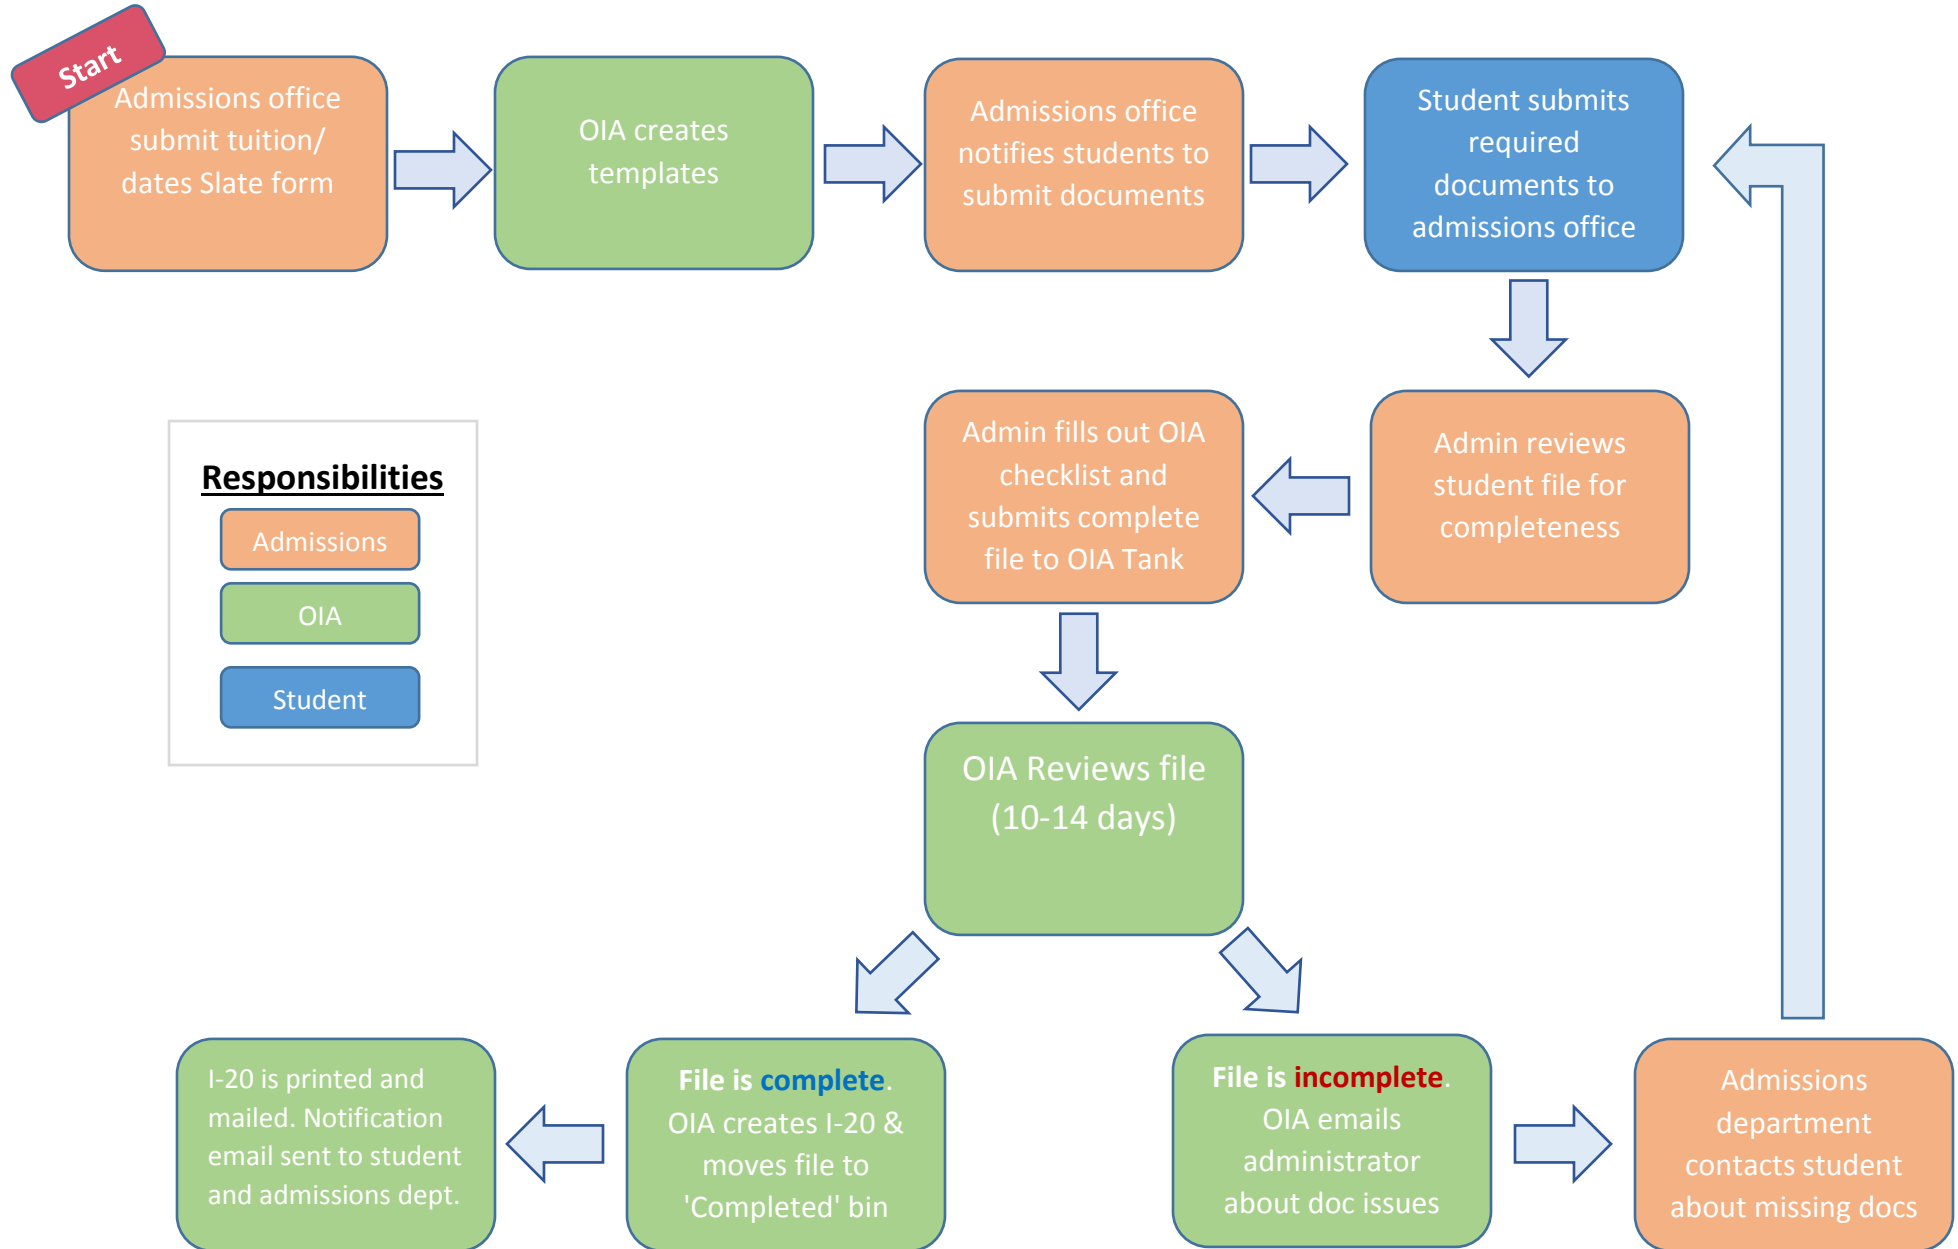 Start
Admissions office
submit tuition/
dates Slate form
OIA creates
templates
Admissions office
notifies students to
submit documents
Student submits
required
documents to
admissions office
Responsibilities
Admissions
OIA
Student
Admin fills out OIA
checklist and
submits complete
file to OIA Tank
Admin reviews
student file for
completeness
OIA Reviews file
(10-14 days)
I-20 is printed and
mailed. Notification
email sent to student
and admissions dept.
File is complete.
OIA creates I-20 &
moves file to
'Completed' bin
File is incomplete.
OIA emails
administrator
about doc issues
Admissions
department
contacts student
about missing docs